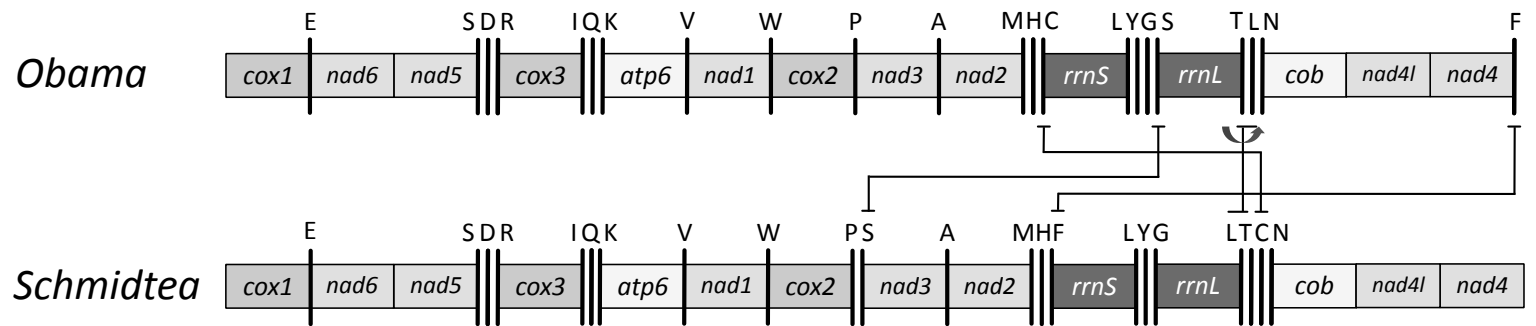 E S D R I Q K V W P A M H C L Y G S T L N F
Obama cox1 nad6 nad5 cox3 atp6 nad1 cox2 nad3 nad2 rrnS rrnL cob nad4l nad4
E S D R I Q K V W P S A M H F L Y G L T C N
Schmidtea cox1 nad6 nad5 cox3 atp6 nad1 cox2 nad3 nad2 rrnS rrnL cob nad4l nad4